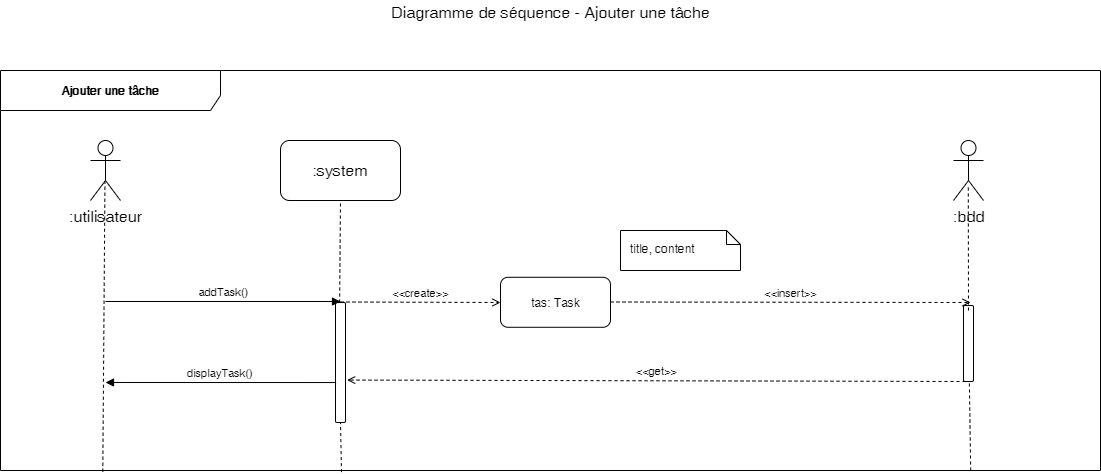 Diagramme de séquence - Ajouter une tâche
Ajouter une tâche
:system
:utilisateur
:bdd
title, content
addTask()
<<create>>
tas: Task
<<insert>>
displayTask()
<<get>>